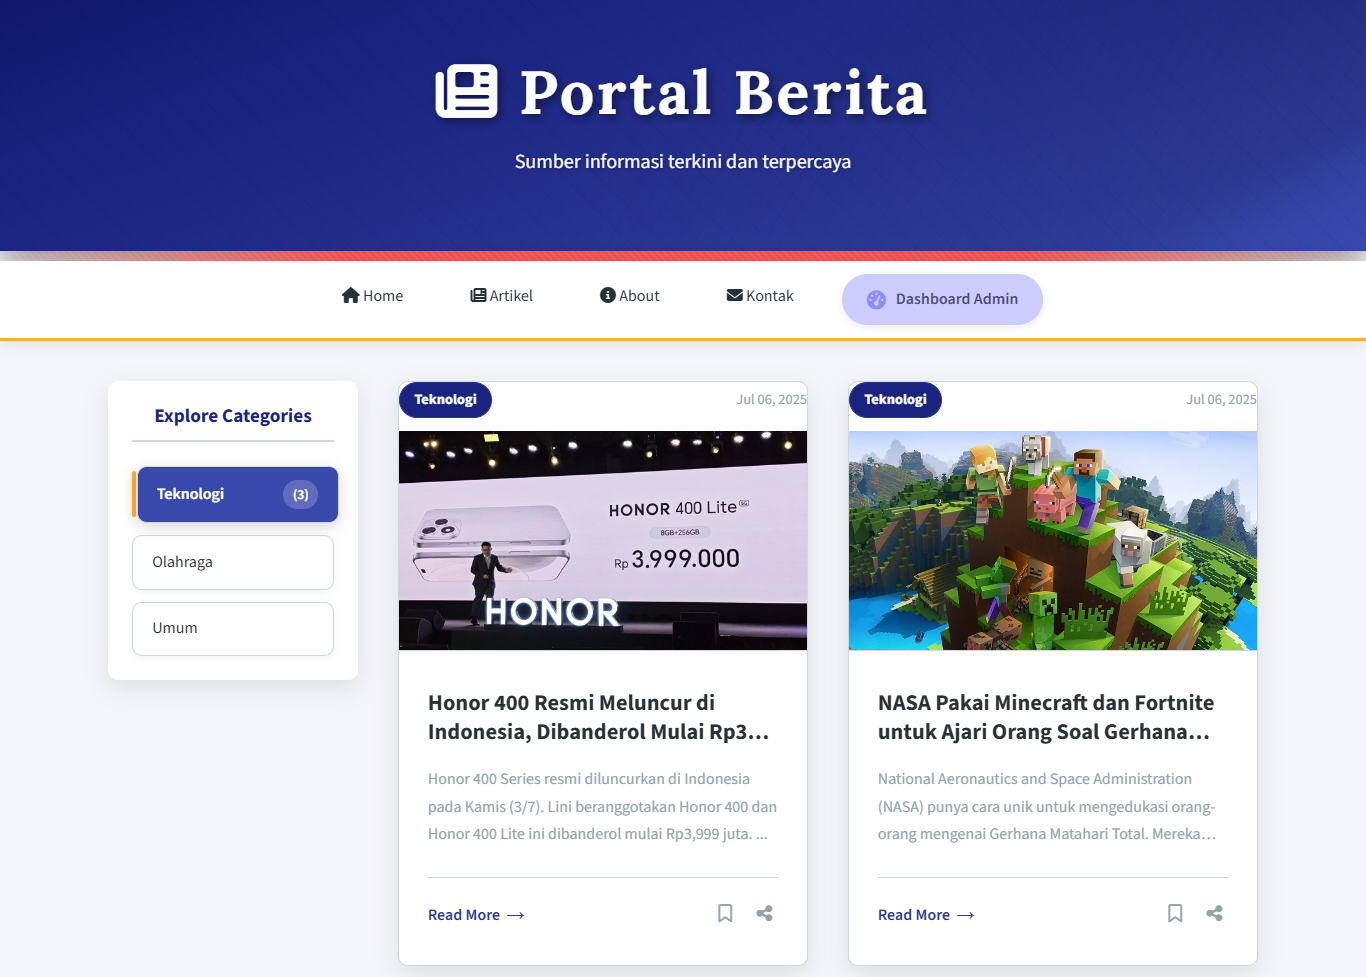 Portal Berita
Sumber informasi terkini dan terpercaya
Home
Artikel
About
Kontak
Dashboard Admin
Explore Categories
Teknologi (3)
Olahraga
Umum
Teknologi
Jul 06, 2025
HONOR 400 Lite 5G
8GB+256GB
Rp 3.999.000
HONOR
Honor 400 Resmi Meluncur di
Indonesia, Dibanderol Mulai Rp3...
Honor 400 Series resmi diluncurkan di Indonesia
pada Kamis (3/7). Lini beranggotakan Honor 400 dan
Honor 400 Lite ini dibanderol mulai Rp3,999 juta. ...
Read More →
Teknologi
Jul 06, 2025
NASA Pakai Minecraft dan Fortnite
untuk Ajari Orang Soal Gerhana...
National Aeronautics and Space Administration
(NASA) punya cara unik untuk mengedukasi orang-
orang mengenai Gerhana Matahari Total. Mereka...
Read More →